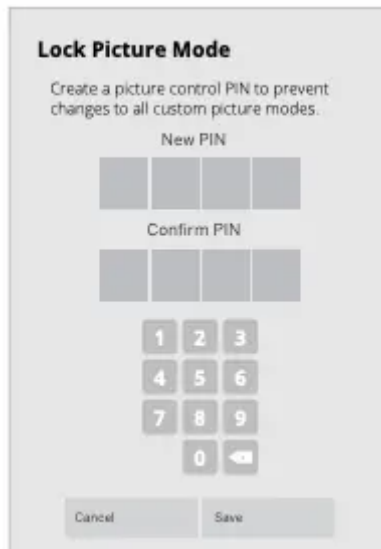 Lock Picture Mode
Create a picture control PIN to prevent
changes to all custom picture modes.
New PIN
Confirm PIN
1 2 3
4 5 6
7 8 9
0
Cancel Save